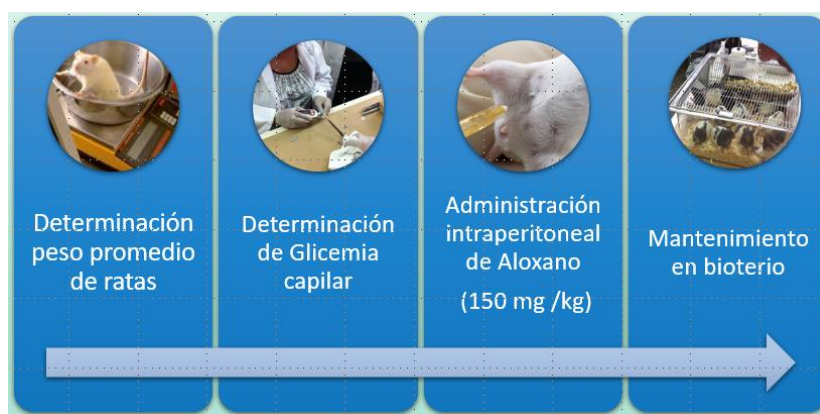 Determinación
peso promedio
de ratas
Determinación
de Glicemia
capilar
Administración
intraperitoneal
de Aloxano
(150 mg /kg)
Mantenimiento
en bioterio